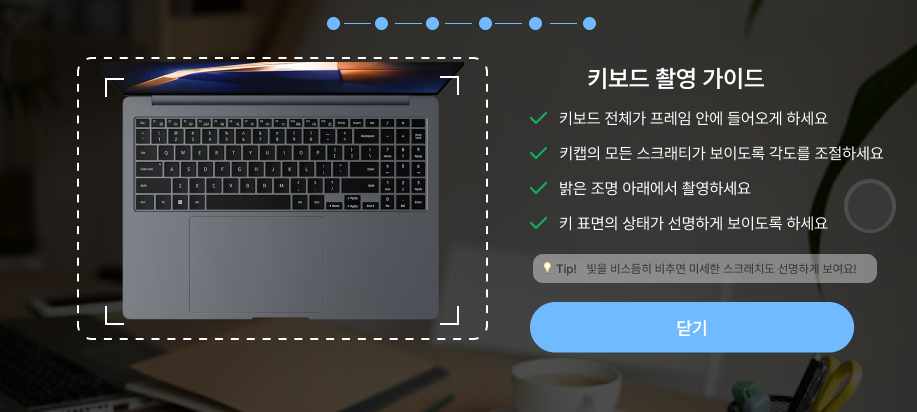 키보드 촬영 가이드
키보드 전체가 프레임 안에 들어오게 하세요
키캡의 모든 스크래티가 보이도록 각도를 조절하세요
밝은 조명 아래에서 촬영하세요
키 표면의 상태가 선명하게 보이도록 하세요
Tip! 빛을 비스듬히 비추면 미세한 스크래치도 선명하게 보여요!
닫기